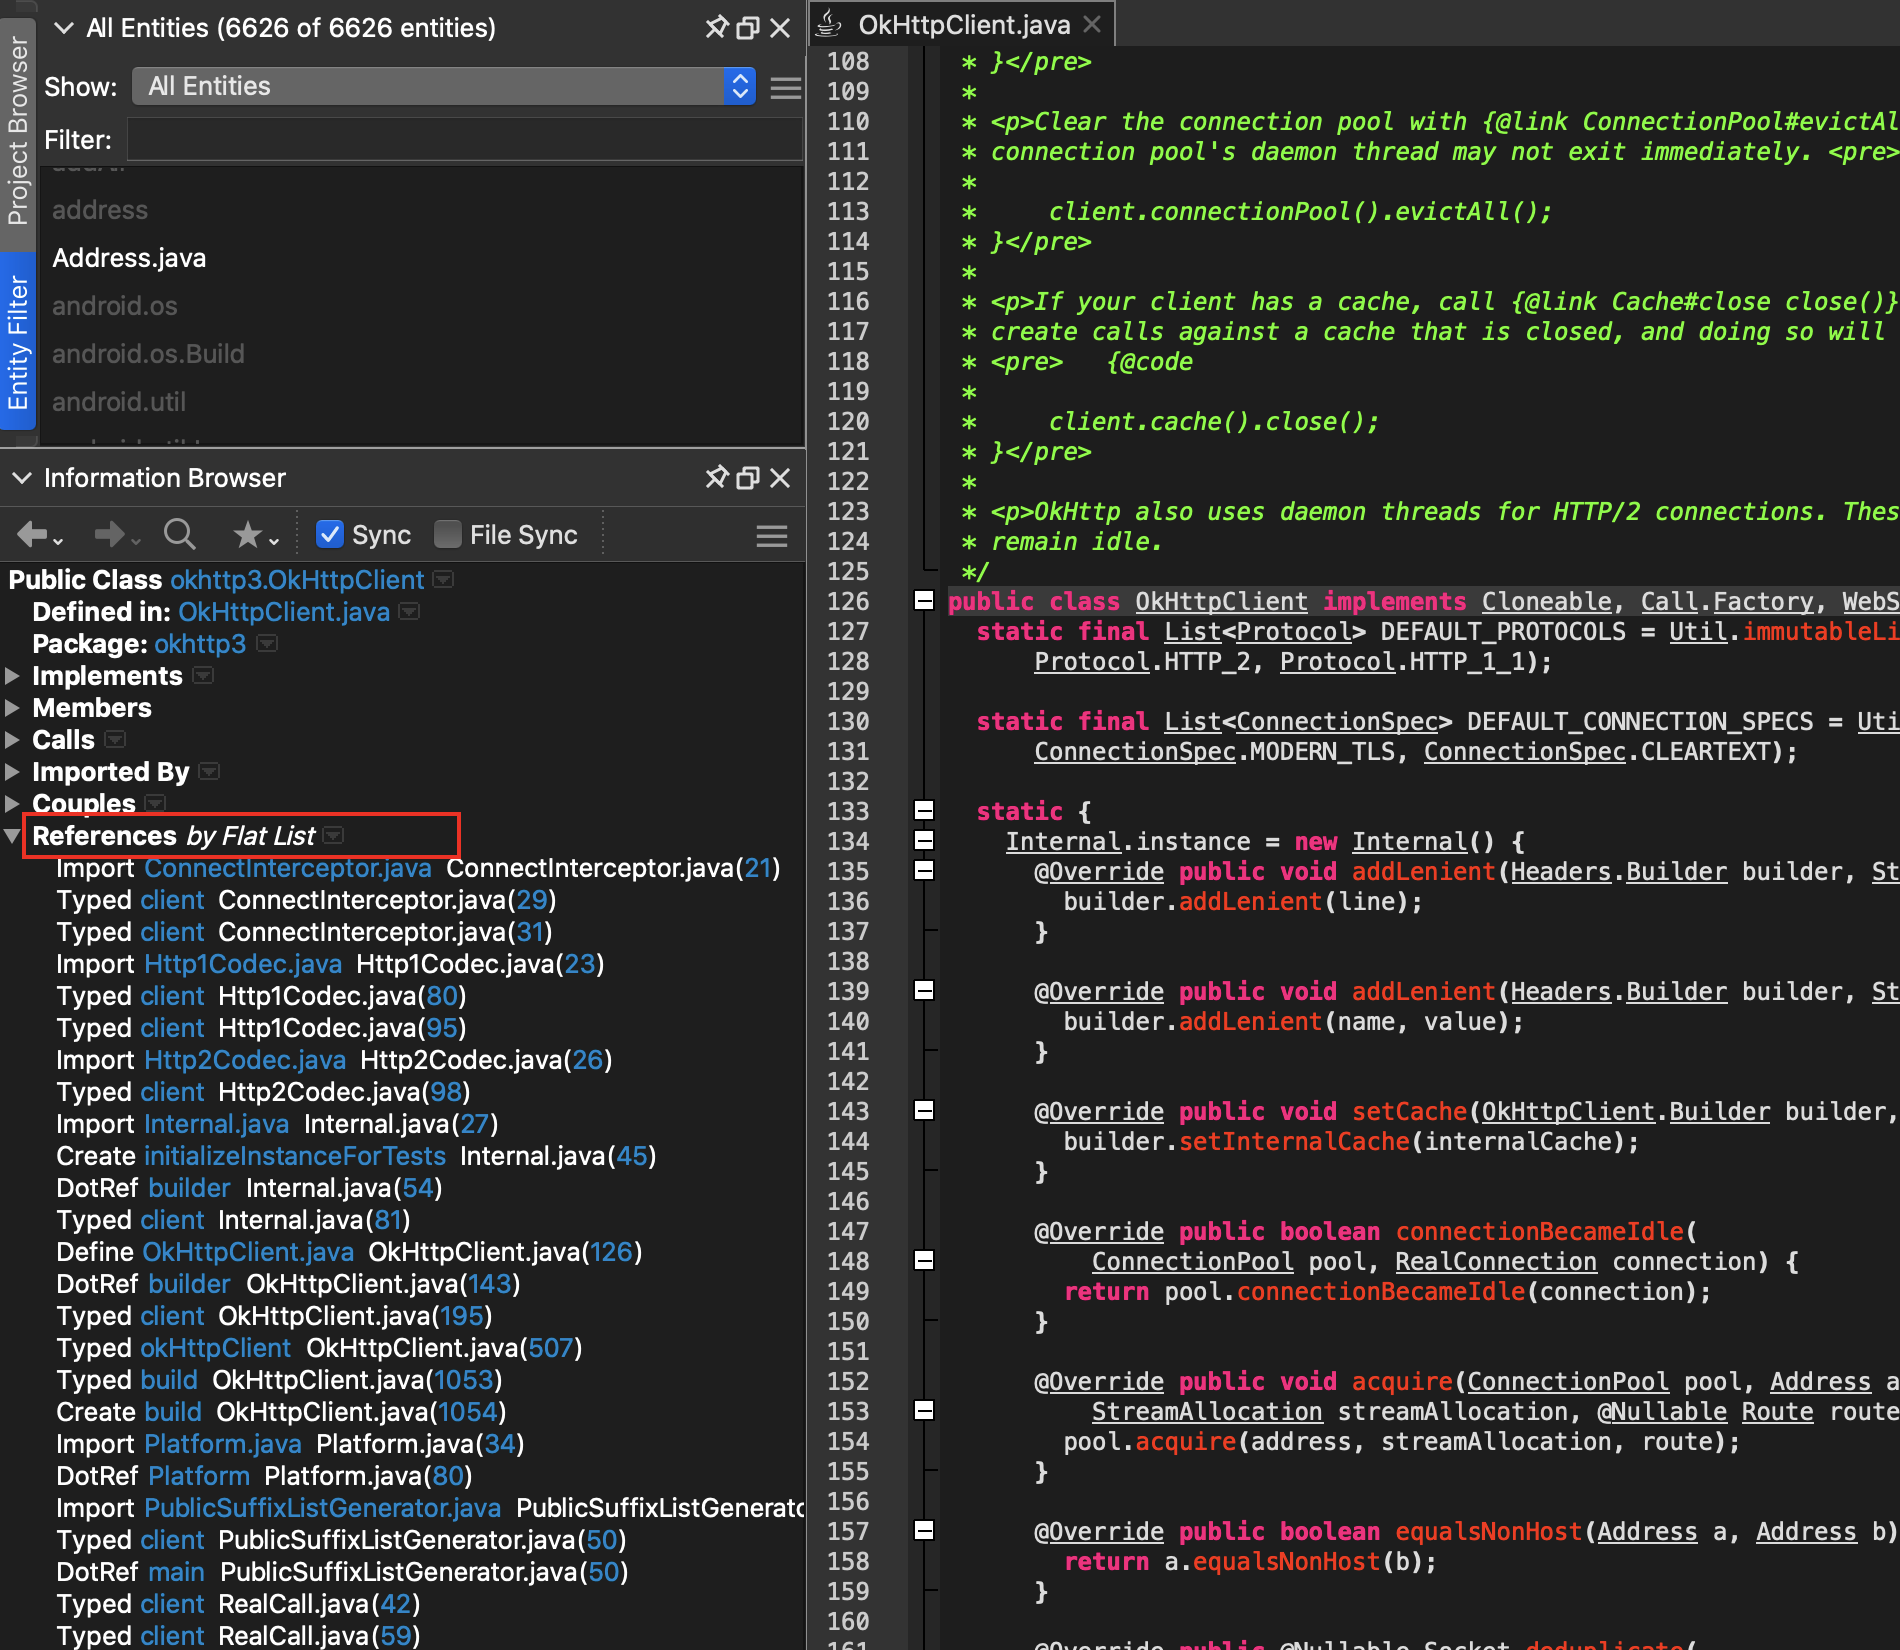 Project Browser
Entity Filter
All Entities (6626 of 6626 entities)
Show: All Entities
Filter:
address
Address.java
android.os
android.os.Build
android.util
Information Browser
Sync File Sync
Public Class okhttp3.OkHttpClient
Defined in: OkHttpClient.java
Package: okhttp3
Implements
Members
Calls
Imported By
Couples
References by Flat List
Import ConnectInterceptor.java ConnectInterceptor.java(21)
Typed client ConnectInterceptor.java(29)
Typed client ConnectInterceptor.java(31)
Import Http1Codec.java Http1Codec.java(23)
Typed client Http1Codec.java(80)
Typed client Http1Codec.java(95)
Import Http2Codec.java Http2Codec.java(26)
Typed client Http2Codec.java(98)
Import Internal.java Internal.java(27)
Create initializeInstanceForTests Internal.java(45)
DotRef builder Internal.java(54)
Typed client Internal.java(81)
Define OkHttpClient.java OkHttpClient.java(126)
DotRef builder OkHttpClient.java(143)
Typed client OkHttpClient.java(195)
Typed okHttpClient OkHttpClient.java(507)
Typed build OkHttpClient.java(1053)
Create build OkHttpClient.java(1054)
Import Platform.java Platform.java(34)
DotRef Platform Platform.java(80)
Import PublicSuffixListGenerator.java PublicSuffixListGenerato
Typed client PublicSuffixListGenerator.java(50)
DotRef main PublicSuffixListGenerator.java(50)
Typed client RealCall.java(42)
Typed client RealCall.java(59)
OkHttpClient.java
108 * }</pre>
109 *
110 * <p>Clear the connection pool with {@link ConnectionPool#evictAl
111 * connection pool's daemon thread may not exit immediately. <pre>
112 *
113 * client.connectionPool().evictAll();
114 * }</pre>
115 *
116 * <p>If your client has a cache, call {@link Cache#close close()}
117 * create calls against a cache that is closed, and doing so will
118 * <pre> {@code
119 *
120 * client.cache().close();
121 * }</pre>
122 *
123 * <p>OkHttp also uses daemon threads for HTTP/2 connections. Thes
124 * remain idle.
125 */
126 public class OkHttpClient implements Cloneable, Call.Factory, WebS
127 static final List<Protocol> DEFAULT_PROTOCOLS = Util.immutableLi
128 Protocol.HTTP_2, Protocol.HTTP_1_1);
129
130 static final List<ConnectionSpec> DEFAULT_CONNECTION_SPECS = Uti
131 ConnectionSpec.MODERN_TLS, ConnectionSpec.CLEARTEXT);
132
133 static {
134 Internal.instance = new Internal() {
135 @Override public void addLenient(Headers.Builder builder, St
136 builder.addLenient(line);
137 }
138
139 @Override public void addLenient(Headers.Builder builder, St
140 builder.addLenient(name, value);
141 }
142
143 @Override public void setCache(OkHttpClient.Builder builder,
144 builder.setInternalCache(internalCache);
145 }
146
147 @Override public boolean connectionBecameIdle(
148 ConnectionPool pool, RealConnection connection) {
149 return pool.connectionBecameIdle(connection);
150 }
151
152 @Override public void acquire(ConnectionPool pool, Address a
153 StreamAllocation streamAllocation, @Nullable Route route
154 pool.acquire(address, streamAllocation, route);
155 }
156
157 @Override public boolean equalsNonHost(Address a, Address b)
158 return a.equalsNonHost(b);
159 }
160
161 @Override public @Nullable Socket deduplicate(